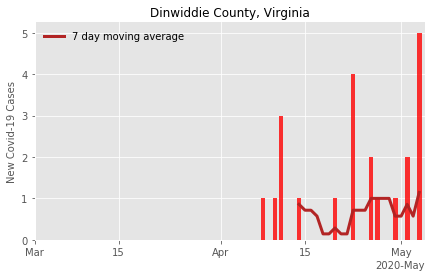 Dinwiddie County, Virginia
7 day moving average
New Covid-19 Cases
5
4
3
2
1
0
Mar 15 Apr 15 May
2020-May